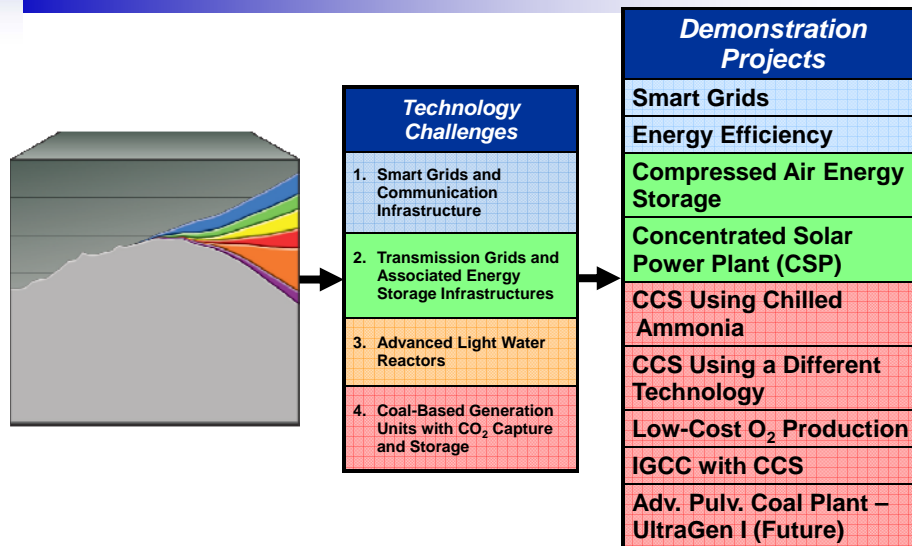 Technology
Challenges
1. Smart Grids and
Communication
Infrastructure
2. Transmission Grids and
Associated Energy
Storage Infrastructures
3. Advanced Light Water
Reactors
4. Coal-Based Generation
Units with CO₂ Capture
and Storage
Demonstration
Projects
Smart Grids
Energy Efficiency
Compressed Air Energy
Storage
Concentrated Solar
Power Plant (CSP)
CCS Using Chilled
Ammonia
CCS Using a Different
Technology
Low-Cost O₂ Production
IGCC with CCS
Adv. Pulv. Coal Plant –
UltraGen I (Future)